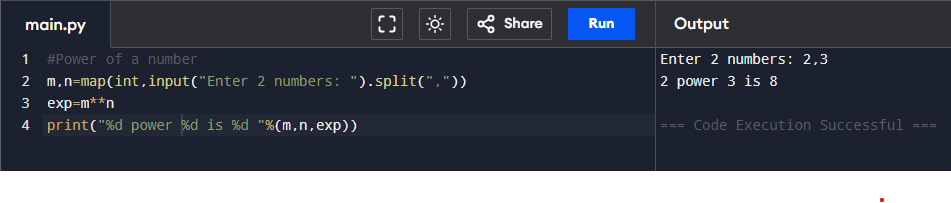 main.py
Share
Run
Output
1 #Power of a number
2 m,n=map(int,input("Enter 2 numbers: ").split(","))
3 exp=m**n
4 print("%d power %d is %d "%(m,n,exp))
Enter 2 numbers: 2,3
2 power 3 is 8
=== Code Execution Successful ===